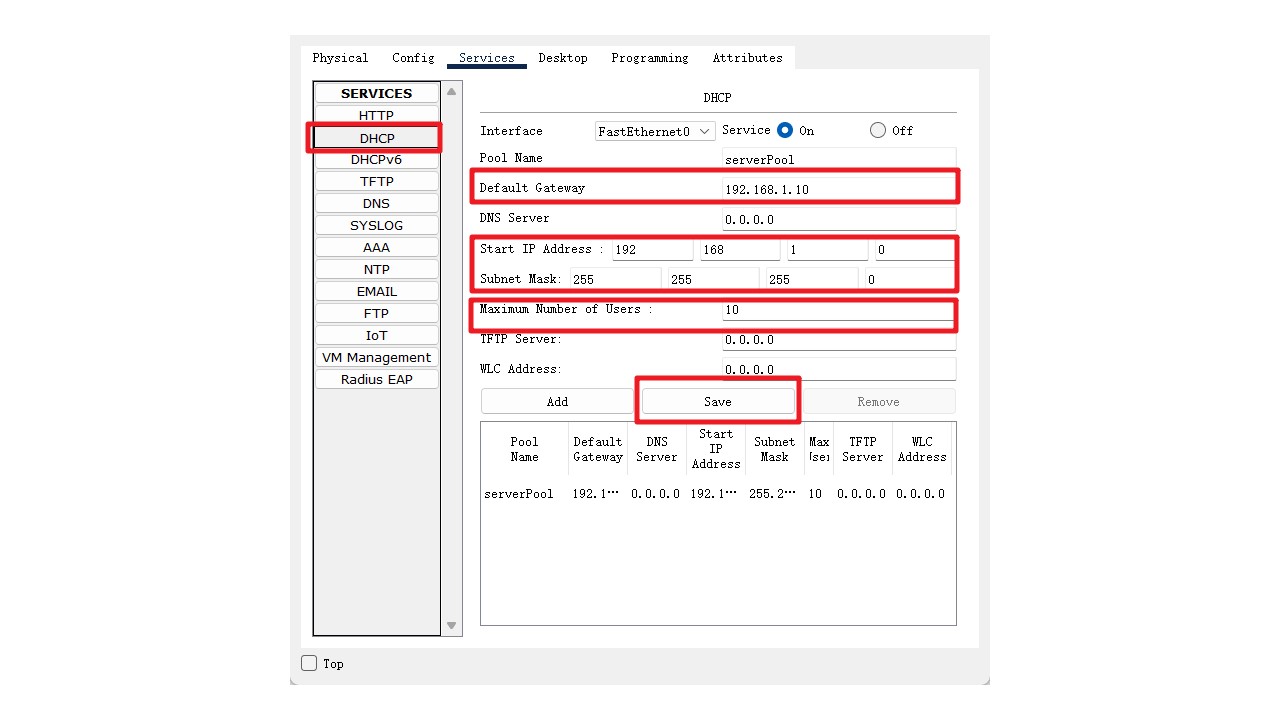 Physical Config Services Desktop Programming Attributes
SERVICES
HTTP
DHCP
DHCPv6
TFTP
DNS
SYSLOG
AAA
NTP
EMAIL
FTP
IoT
VM Management
Radius EAP
DHCP
Interface FastEthernet0 Service On Off
Pool Name serverPool
Default Gateway 192.168.1.10
DNS Server 0.0.0.0
Start IP Address : 192 168 1 0
Subnet Mask: 255 255 255 0
Maximum Number of Users : 10
TFTP Server: 0.0.0.0
WLC Address: 0.0.0.0
Add Save Remove
Pool Name Default Gateway DNS Server Start IP Address Subnet Mask Max TFTP Server WLC Address
serverPool 192.1··· 0.0.0.0 192.1··· 255.2··· 10 0.0.0.0 0.0.0.0
Top